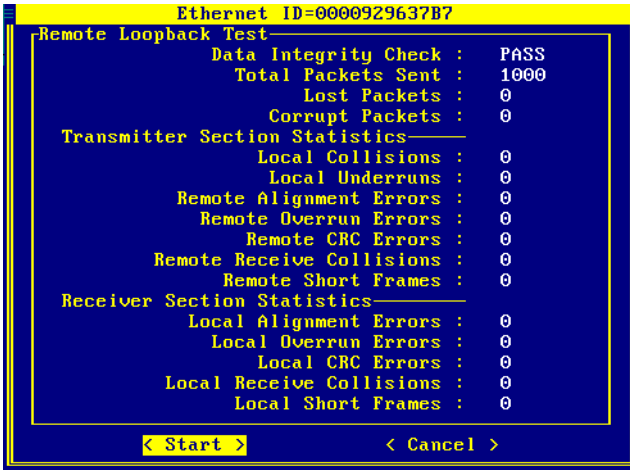 Ethernet ID=0000929637B7
Remote Loopback Test
Data Integrity Check : PASS
Total Packets Sent : 1000
Lost Packets : 0
Corrupt Packets : 0
Transmitter Section Statistics
Local Collisions : 0
Local Underruns : 0
Remote Alignment Errors : 0
Remote Overrun Errors : 0
Remote CRC Errors : 0
Remote Receive Collisions : 0
Remote Short Frames : 0
Receiver Section Statistics
Local Alignment Errors : 0
Local Overrun Errors : 0
Local CRC Errors : 0
Local Receive Collisions : 0
Local Short Frames : 0
< Start > < Cancel >